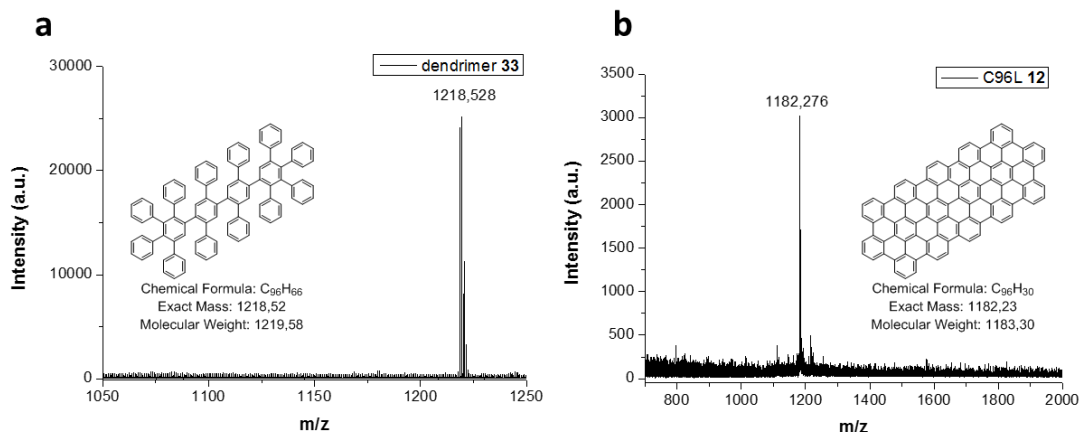 a
dendrimer 33
1218,528
30000
20000
10000
0
Intensity (a.u.)
Chemical Formula: C₉₆H₆₆
Exact Mass: 1218,52
Molecular Weight: 1219,58
1050 1100 1150 1200 1250
m/z
b
C96L 12
1182,276
3500
3000
2500
2000
1500
1000
500
0
Intensity (a.u.)
Chemical Formula: C₉₆H₃₀
Exact Mass: 1182,23
Molecular Weight: 1183,30
800 1000 1200 1400 1600 1800 2000
m/z